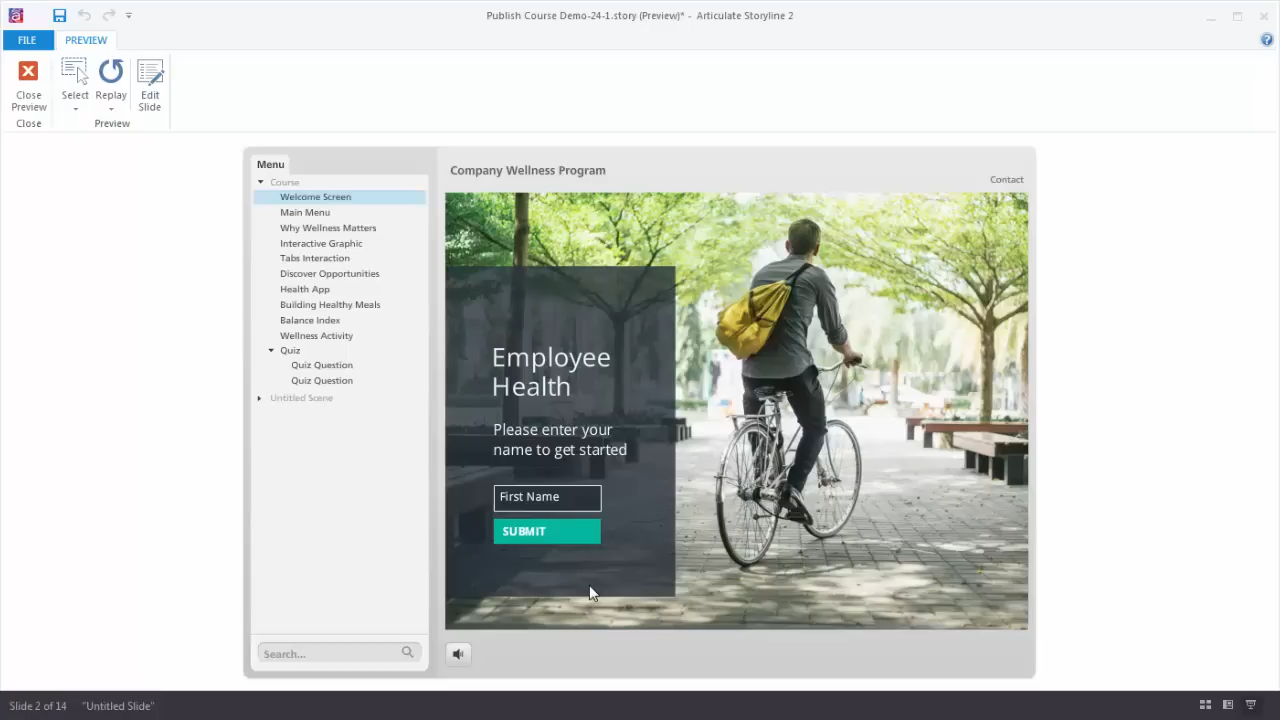 Publish Course Demo-24-1.story (Preview)* - Articulate Storyline 2
FILE
PREVIEW
Close Preview
Select
Replay
Edit Slide
Close
Preview
Menu
Course
Welcome Screen
Main Menu
Why Wellness Matters
Interactive Graphic
Tabs Interaction
Discover Opportunities
Health App
Building Healthy Meals
Balance Index
Wellness Activity
Quiz
Quiz Question
Quiz Question
Untitled Scene
Search...
Company Wellness Program
Contact
Employee
Health
Please enter your
name to get started
First Name
SUBMIT
Slide 2 of 14
"Untitled Slide"